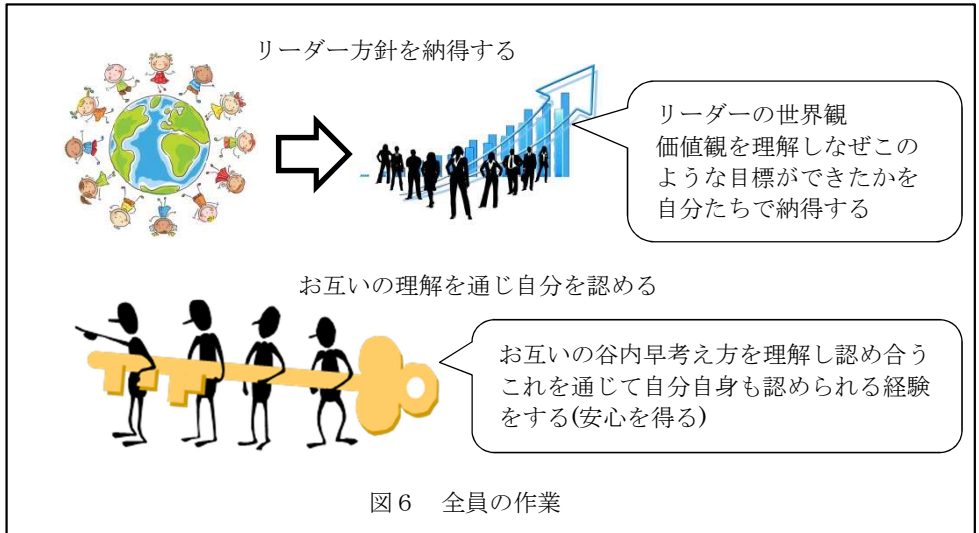 リーダー方針を納得する
リーダーの世界観
価値観を理解しなぜこの
ような目標ができたかを
自分たちで納得する
お互いの理解を通じ自分を認める
お互いの谷内早考え方を理解し認め合う
これを通じて自分自身も認められる経験
をする(安心を得る)
図６　全員の作業